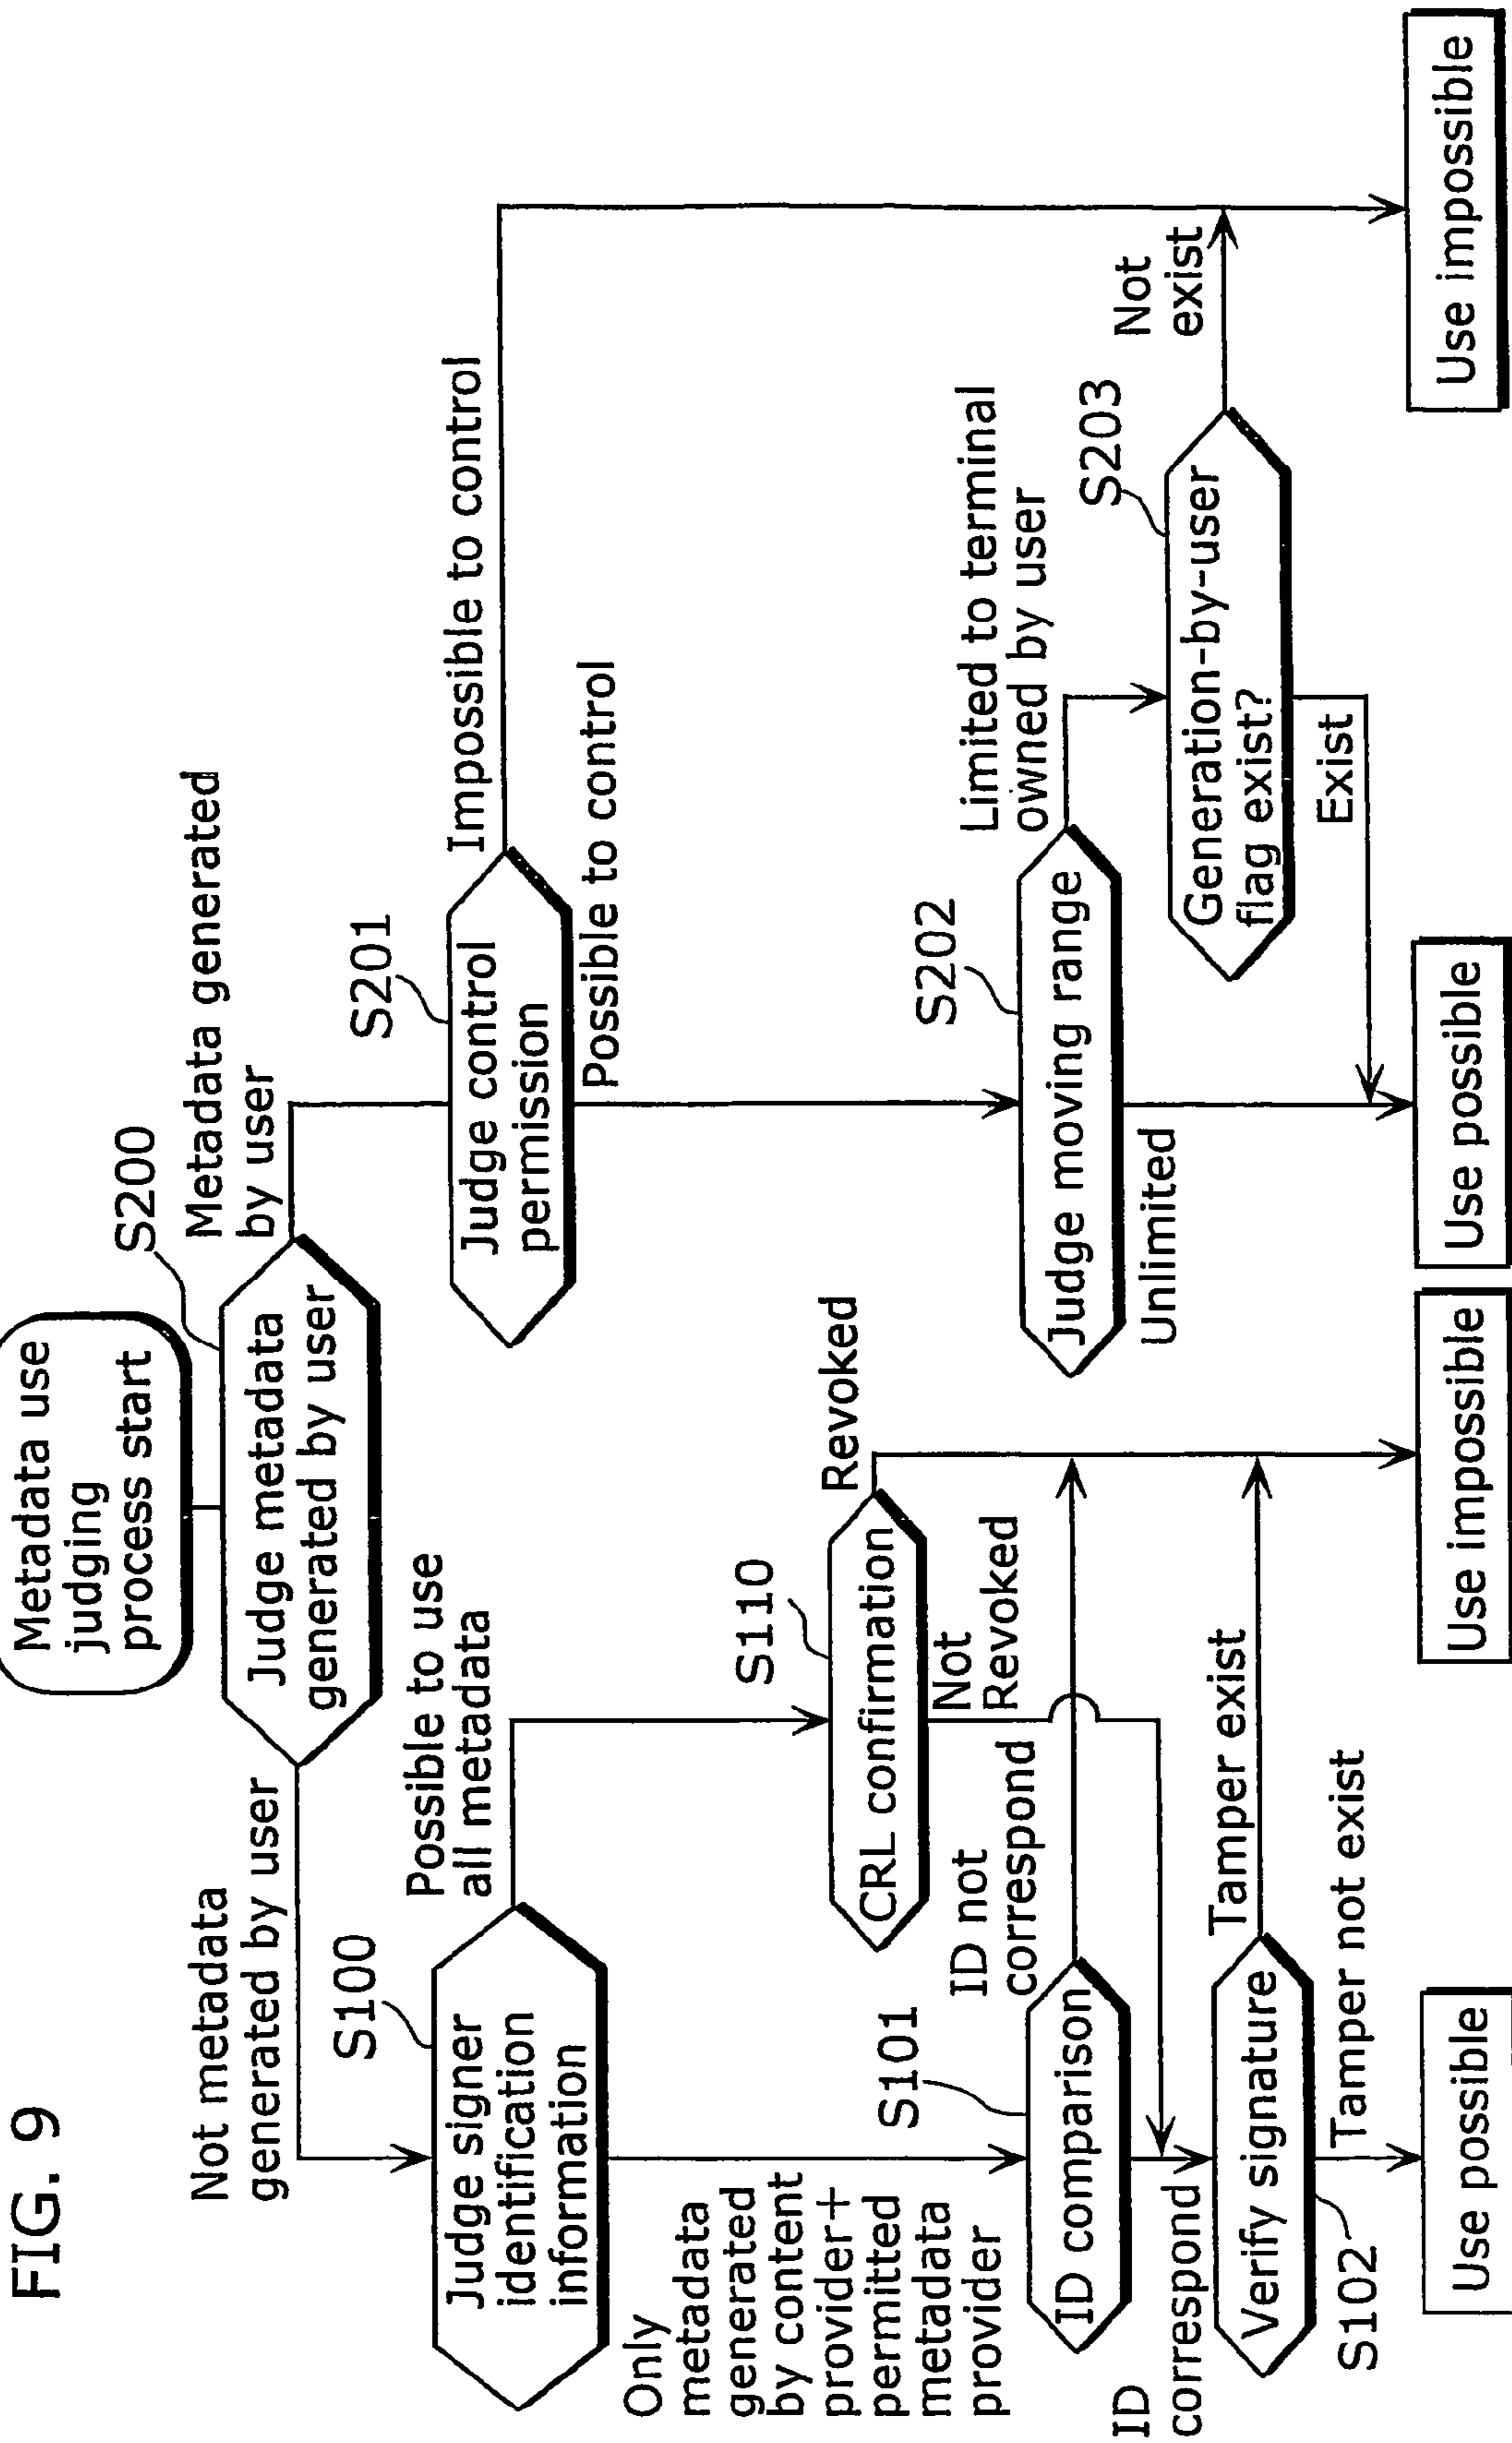 FIG. 9
Metadata use
judging
process start
S200
Judge metadata
generated by user
Not metadata
generated by user
Metadata generated
by user
S100
Judge signer
identification
information
Possible to use
all metadata
Only
metadata
generated
by content
provider+
permitted
metadata
provider
S110
CRL confirmation
Revoked
Not
Revoked
S101
ID comparison
ID not
correspond
ID
correspond
Verify signature
S102
Tamper exist
Tamper not exist
Use possible
Use impossible
S201
Judge control
permission
Impossible to control
Possible to control
S202
Judge moving range
Limited to terminal
owned by user
Unlimited
S203
Generation-by-user
flag exist?
Not
exist
Exist
Use possible
Use impossible